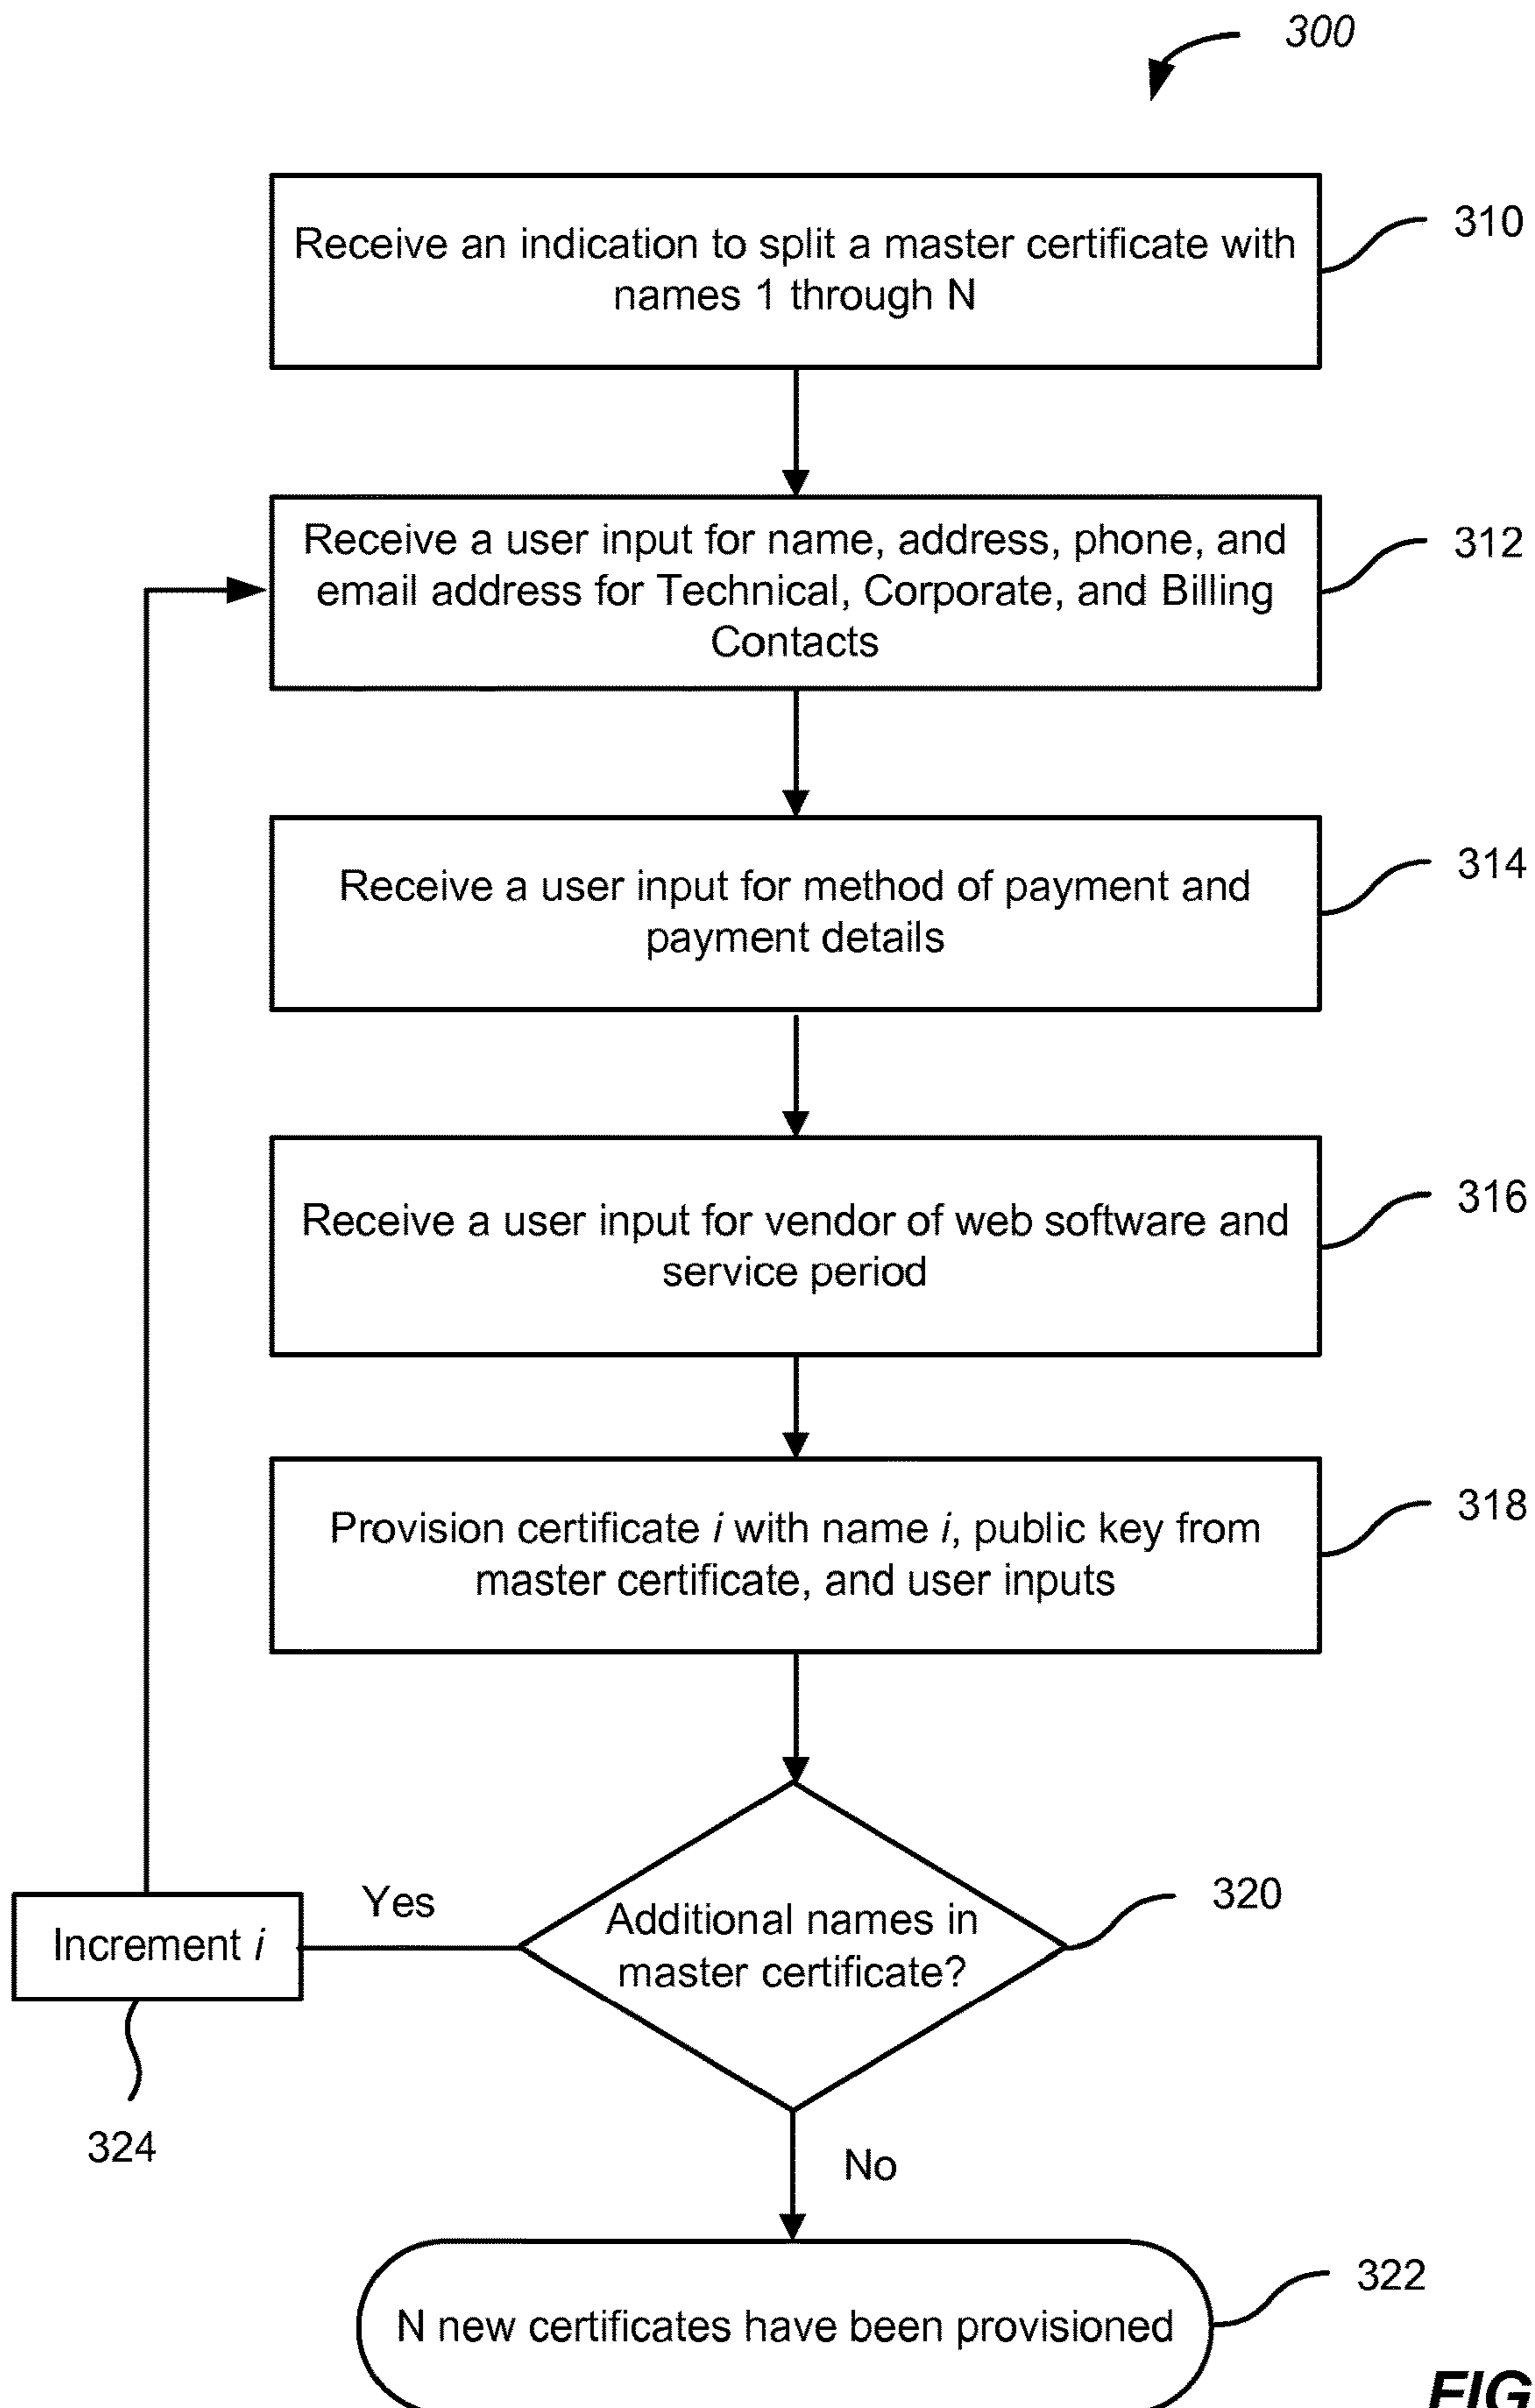 300
Receive an indication to split a master certificate with
names 1 through N
310
Receive a user input for name, address, phone, and
email address for Technical, Corporate, and Billing
Contacts
312
Receive a user input for method of payment and
payment details
314
Receive a user input for vendor of web software and
service period
316
Provision certificate i with name i, public key from
master certificate, and user inputs
318
Additional names in
master certificate?
320
Yes
Increment i
324
No
N new certificates have been provisioned
322
FIG